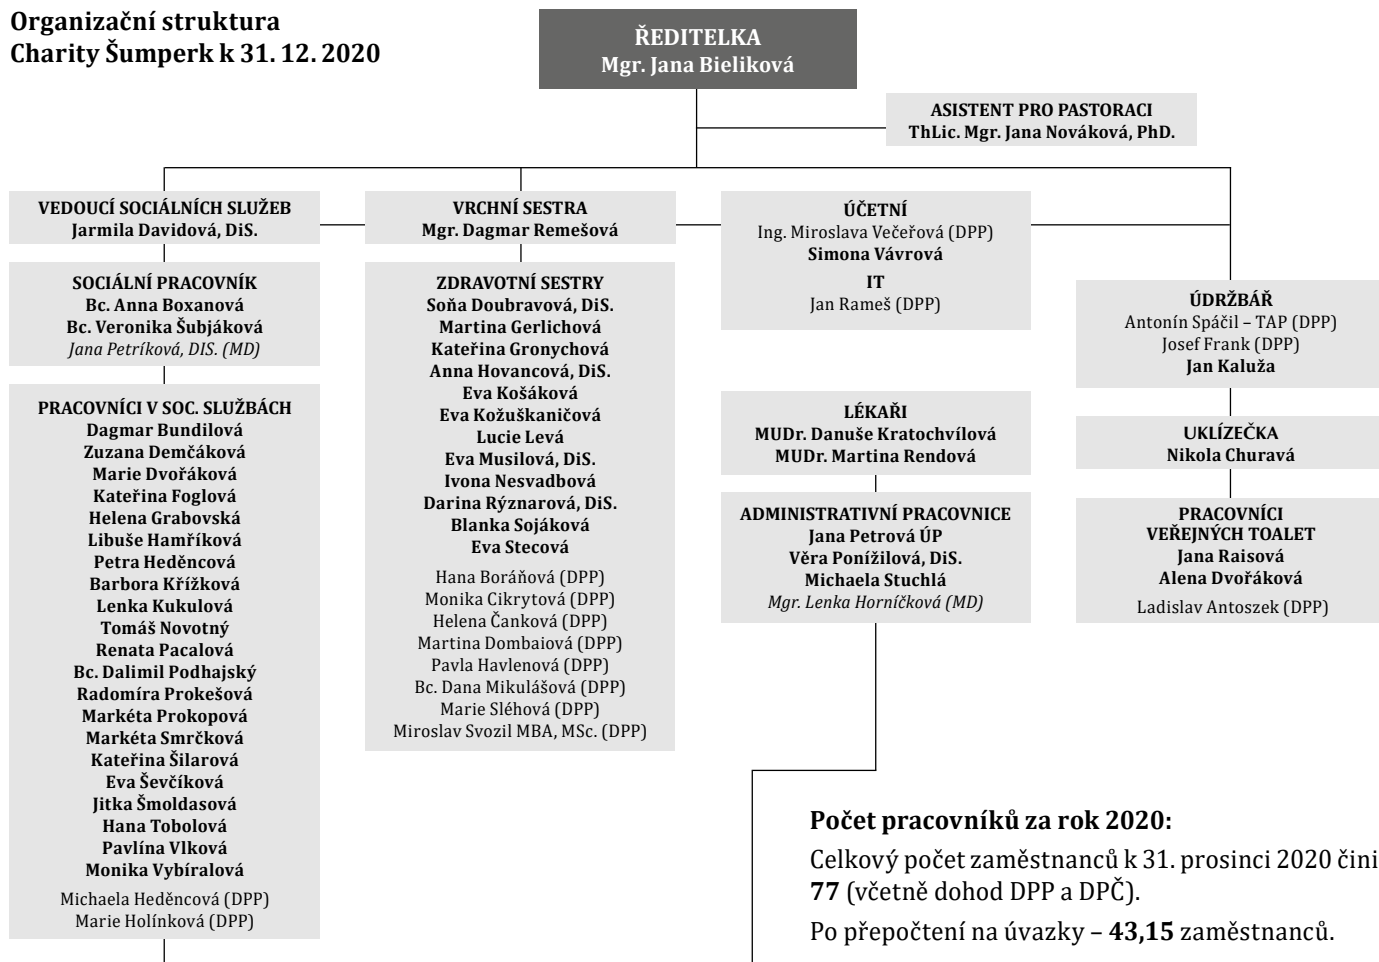 Organizační struktura
Charity Šumperk k 31. 12. 2020
ŘEDITELKA
Mgr. Jana Bieliková
ASISTENT PRO PASTORACI
ThLic. Mgr. Jana Nováková, PhD.
VEDOUCÍ SOCIÁLNÍCH SLUŽEB
Jarmila Davidová, DiS.
SOCIÁLNÍ PRACOVNÍK
Bc. Anna Boxanová
Bc. Veronika Šubjáková
Jana Petríková, DIS. (MD)
PRACOVNÍCI V SOC. SLUŽBÁCH
Dagmar Bundilová
Zuzana Demčáková
Marie Dvořáková
Kateřina Foglová
Helena Grabovská
Libuše Hamříková
Petra Heděncová
Barbora Křížková
Lenka Kukulová
Tomáš Novotný
Renata Pacalová
Bc. Dalimil Podhajský
Radomíra Prokešová
Markéta Prokopová
Markéta Smrčková
Kateřina Šilarová
Eva Ševčíková
Jitka Šmoldasová
Hana Tobolová
Pavlína Vlková
Monika Vybíralová
Michaela Heděncová (DPP)
Marie Holínková (DPP)
VRCHNÍ SESTRA
Mgr. Dagmar Remešová
ZDRAVOTNÍ SESTRY
Soňa Doubravová, DiS.
Martina Gerlichová
Kateřina Gronychová
Anna Hovancová, DiS.
Eva Košáková
Eva Kožuškaničová
Lucie Levá
Eva Musilová, DiS.
Ivona Nesvadbová
Darina Rýznarová, DiS.
Blanka Sojáková
Eva Stecová
Hana Boráňová (DPP)
Monika Cikrytová (DPP)
Helena Čanková (DPP)
Martina Dombaiová (DPP)
Pavla Havlenová (DPP)
Bc. Dana Mikulášová (DPP)
Marie Sléhová (DPP)
Miroslav Svozil MBA, MSc. (DPP)
ÚČETNÍ
Ing. Miroslava Večeřová (DPP)
Simona Vávrová
IT
Jan Rameš (DPP)
LÉKAŘI
MUDr. Danuše Kratochvílová
MUDr. Martina Rendová
ADMINISTRATIVNÍ PRACOVNICE
Jana Petrová ÚP
Věra Ponížilová, DiS.
Michaela Stuchlá
Mgr. Lenka Horníčková (MD)
ÚDRŽBÁŘ
Antonín Spáčil – TAP (DPP)
Josef Frank (DPP)
Jan Kaluža
UKLÍZEČKA
Nikola Churavá
PRACOVNÍCI
VEŘEJNÝCH TOALET
Jana Raisová
Alena Dvořáková
Ladislav Antoszek (DPP)
Počet pracovníků za rok 2020:
Celkový počet zaměstnanců k 31. prosinci 2020 čini
77 (včetně dohod DPP a DPČ).
Po přepočtení na úvazky – 43,15 zaměstnanců.